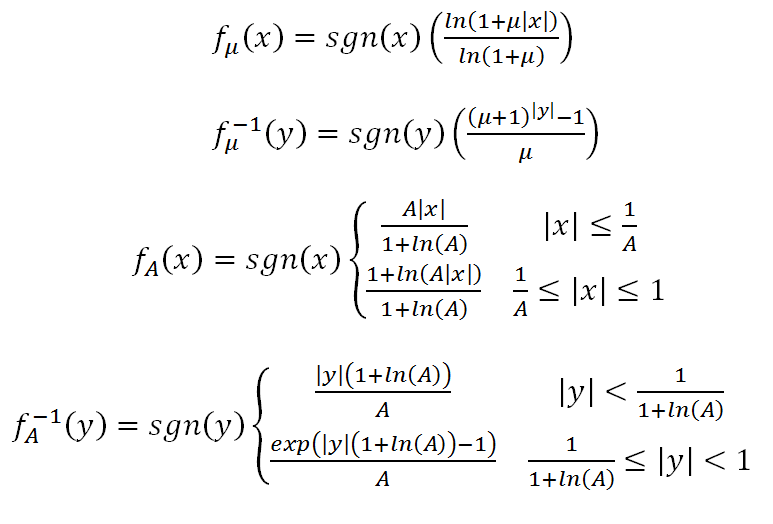 f_μ(x) = sgn(x) (ln(1+μ|x|) / ln(1+μ))
f_μ^{-1}(y) = sgn(y) ((μ+1)^{|y|}-1 / μ)
f_A(x) = sgn(x) { A|x| / 1+ln(A)    |x| ≤ 1/A
1+ln(A|x|) / 1+ln(A)    1/A ≤ |x| ≤ 1
f_A^{-1}(y) = sgn(y) { |y|(1+ln(A)) / A    |y| < 1 / 1+ln(A)
exp(|y|(1+ln(A))-1) / A    1 / 1+ln(A) ≤ |y| < 1